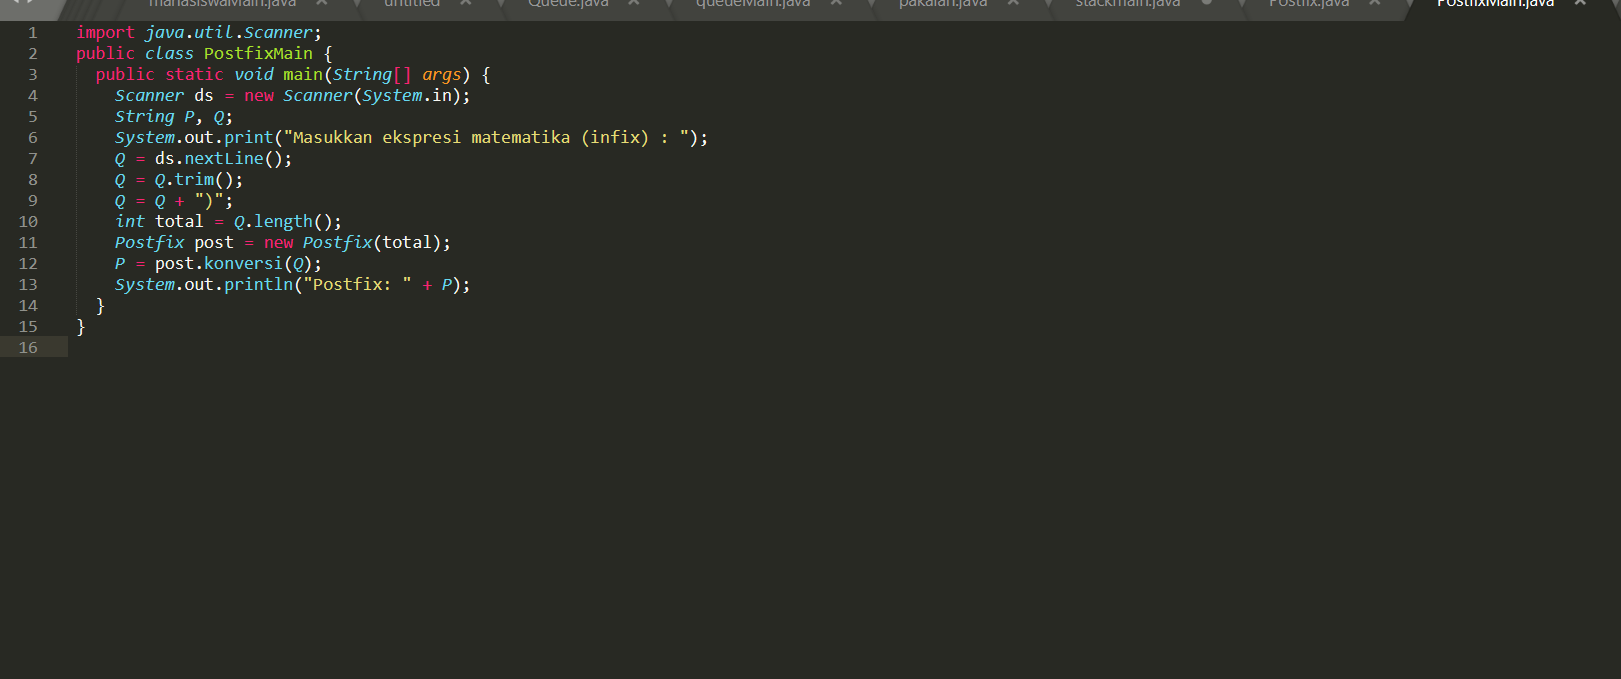 mahasiswaMain.java untitled Queue.java queueMain.java pakaian.java stackmain.java Postfix.java PostfixMain.java
1 import java.util.Scanner;
2 public class PostfixMain {
3 public static void main(String[] args) {
4 Scanner ds = new Scanner(System.in);
5 String P, Q;
6 System.out.print("Masukkan ekspresi matematika (infix) : ");
7 Q = ds.nextLine();
8 Q = Q.trim();
9 Q = Q + ")";
10 int total = Q.length();
11 Postfix post = new Postfix(total);
12 P = post.konversi(Q);
13 System.out.println("Postfix: " + P);
14 }
15 }
16